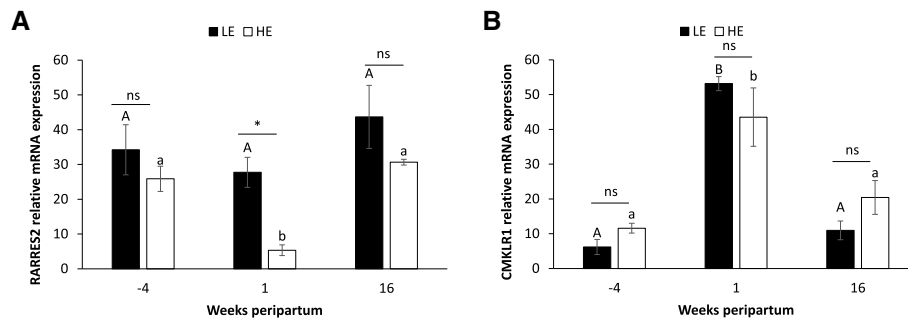 A
LE HE
RARRES2 relative mRNA expression
60
50
40
30
20
10
0
ns
A
a
*
A
b
ns
A
a
-4 1 16
Weeks peripartum
B
LE HE
CMKLR1 relative mRNA expression
60
50
40
30
20
10
0
ns
A
a
ns
B
b
ns
A
a
-4 1 16
Weeks peripartum